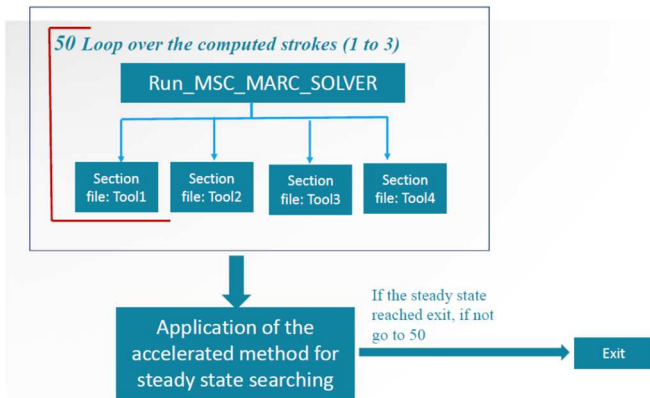 50 Loop over the computed strokes (1 to 3)
Run_MSC_MARC_SOLVER
Section
file: Tool1
Section
file: Tool2
Section
file: Tool3
Section
file: Tool4
If the steady state
reached exit, if not
go to 50
Application of the
accelerated method for
steady state searching
Exit